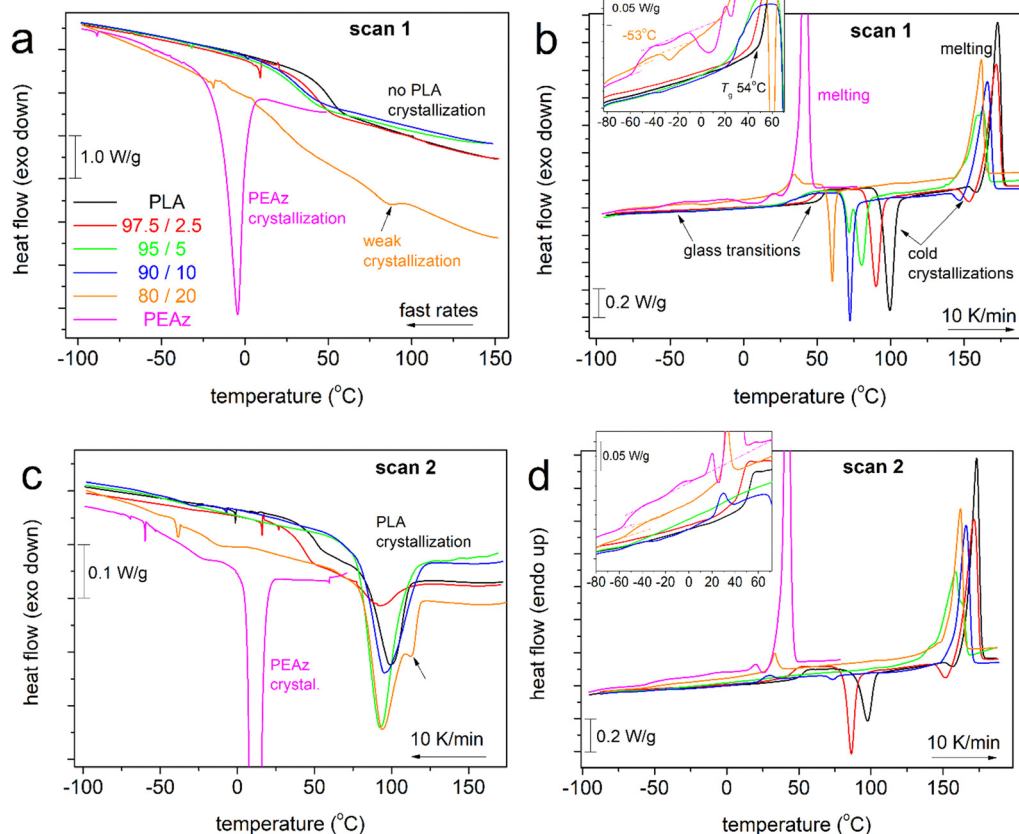 a
scan 1
no PLA
crystallization
1.0 W/g
PLA
97.5 / 2.5
95 / 5
90 / 10
80 / 20
PEAz
PEAz
crystallization
weak
crystallization
fast rates
heat flow (exo down)
-100 -50 0 50 100 150
temperature (°C)
b
scan 1
0.05 W/g
-53°C
Tg 54°C
-80 -60 -40 -20 0 20 40 60
melting
melting
glass transitions
cold
crystallizations
0.2 W/g
10 K/min
heat flow (exo down)
-100 -50 0 50 100 150
temperature (°C)
c
scan 2
PLA
crystallization
0.1 W/g
PEAz
crystal.
10 K/min
heat flow (exo down)
-100 -50 0 50 100 150
temperature (°C)
d
scan 2
0.05 W/g
-80 -60 -40 -20 0 20 40 60
0.2 W/g
10 K/min
heat flow (endo up)
-100 -50 0 50 100 150
temperature (°C)